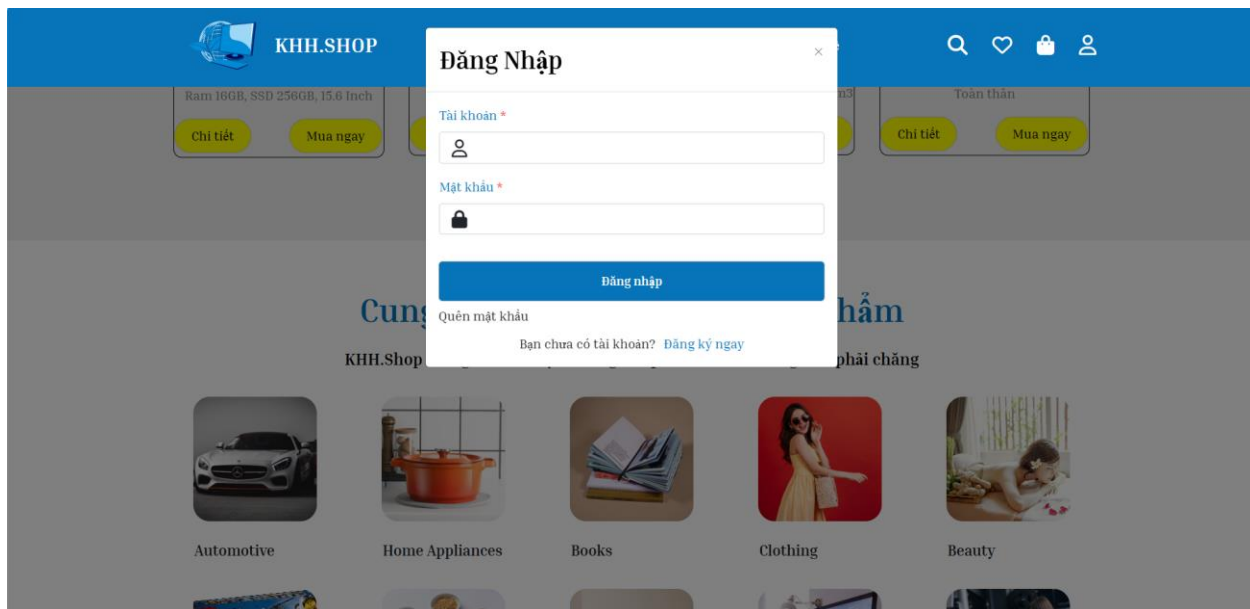 KHH.SHOP
Đăng Nhập
×
Ram 16GB, SSD 256GB, 15.6 Inch
Toàn thân
Chi tiết
Mua ngay
Chi tiết
Mua ngay
Tài khoản *
Mật khẩu *
Đăng nhập
Quên mật khẩu
Bạn chưa có tài khoản? Đăng ký ngay
KHH.Shop
phải chăng
Automotive
Home Appliances
Books
Clothing
Beauty